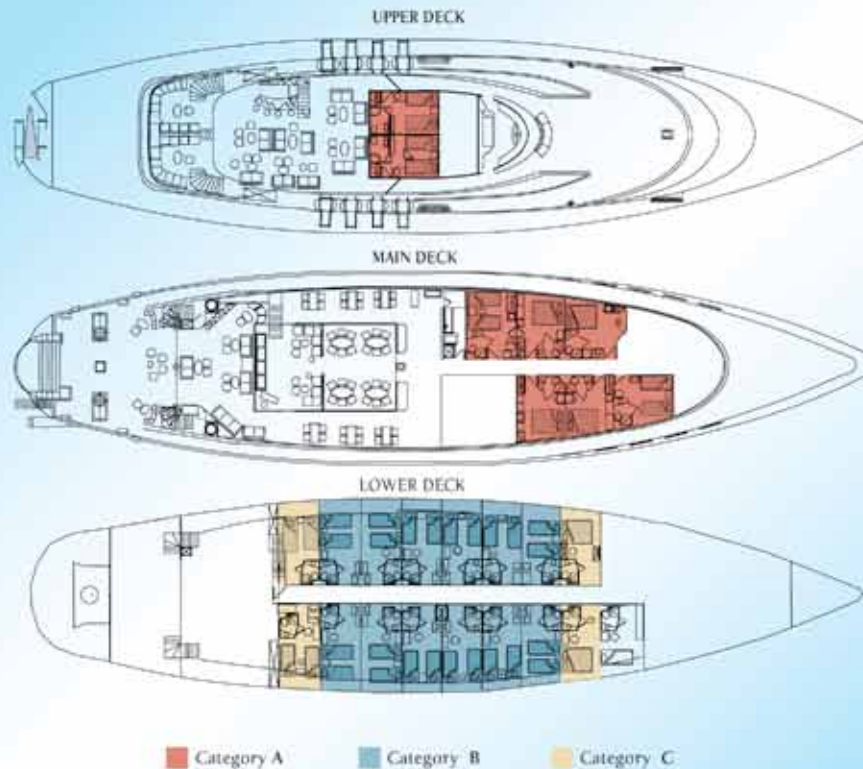 UPPER DECK
MAIN DECK
LOWER DECK
Category A
Category B
Category C